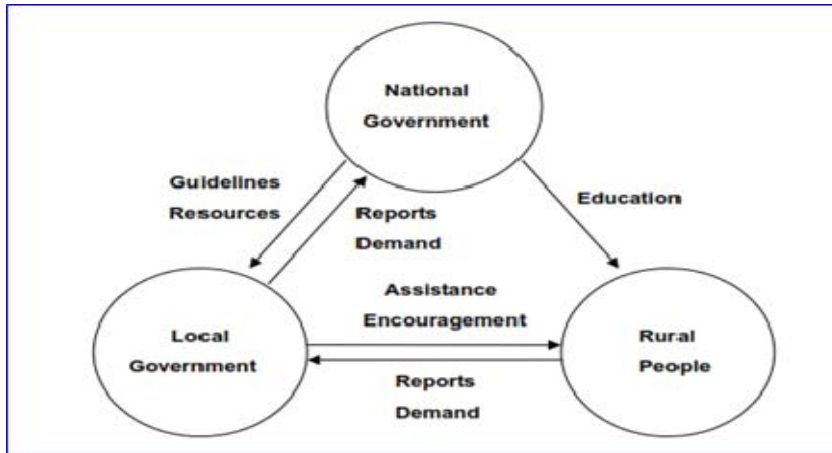 National
Government
Guidelines
Resources
Reports
Demand
Education
Assistance
Encouragement
Local
Government
Rural
People
Reports
Demand